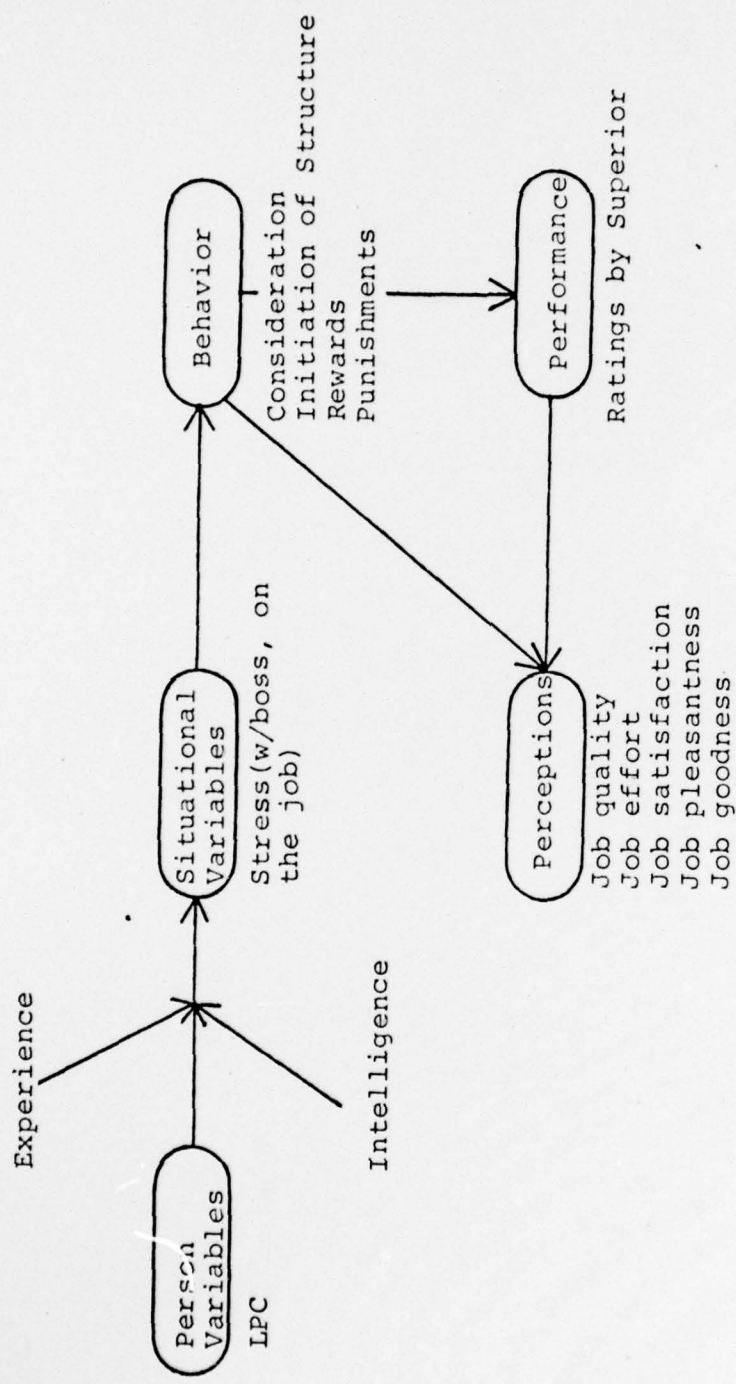 Experience
Person
Variables
LPC
Intelligence
Situational
Variables
Stress(w/boss, on
the job)
Behavior
Consideration
Initiation of Structure
Rewards
Punishments
Perceptions
Job quality
Job effort
Job satisfaction
Job pleasantness
Job goodness
Performance
Ratings by Superior